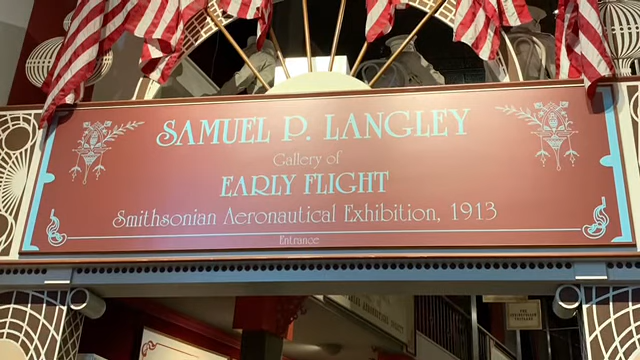 SAMUEL P. LANGLEY
Gallery of
EARLY FLIGHT
Smithsonian Aeronautical Exhibition, 1913
Entrance